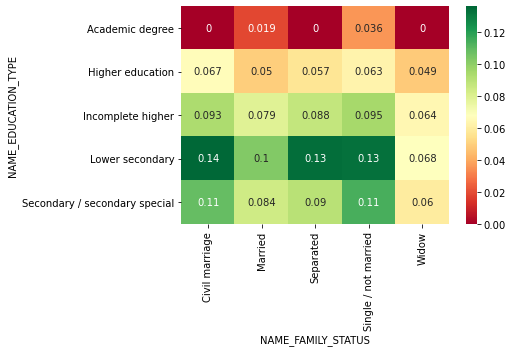 NAME_EDUCATION_TYPE
Academic degree 0 0.019 0 0.036 0
Higher education 0.067 0.05 0.057 0.063 0.049
Incomplete higher 0.093 0.079 0.088 0.095 0.064
Lower secondary 0.14 0.1 0.13 0.13 0.068
Secondary / secondary special 0.11 0.084 0.09 0.11 0.06
Civil marriage
Married
Separated
Single / not married
Widow
NAME_FAMILY_STATUS
0.12
0.10
0.08
0.06
0.04
0.02
0.00